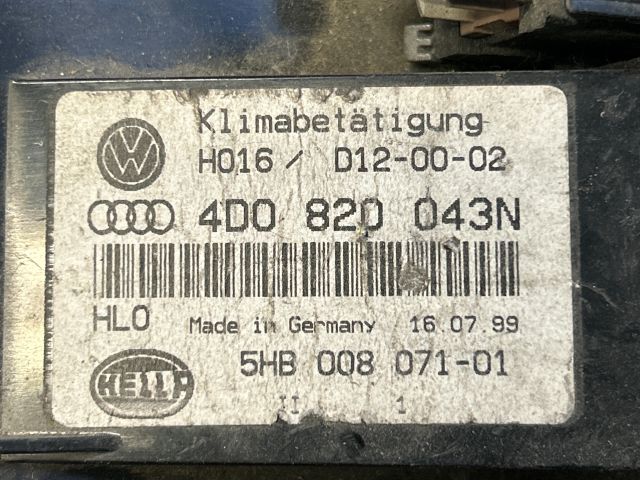 Klimabetätigung
H016 / D12-00-02
4D0 820 043N
HLO Made in Germany 16.07.99
HELLA 5HB 008 071-01
II 1